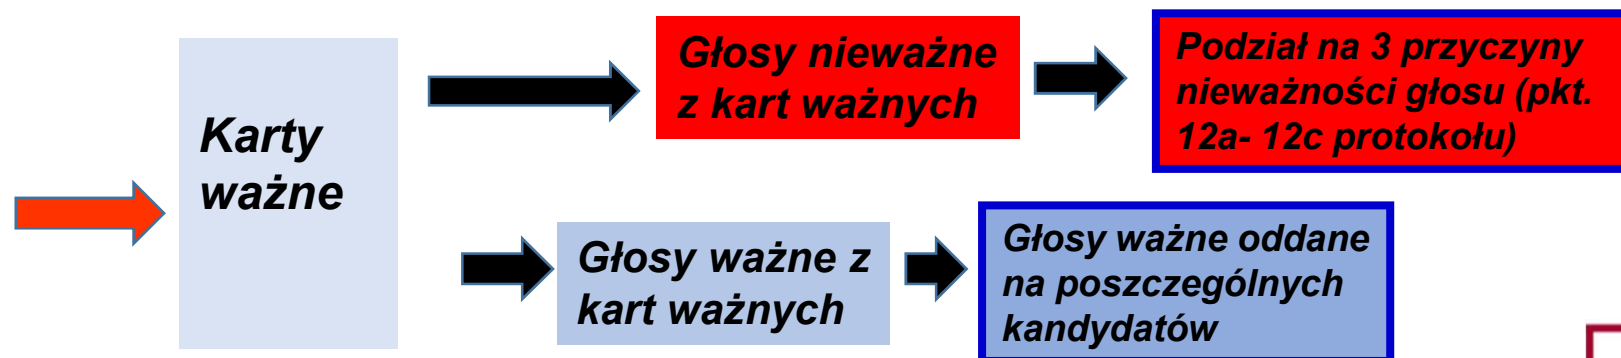 Karty
ważne
Głosy nieważne
z kart ważnych
Podział na 3 przyczyny
nieważności głosu (pkt.
12a- 12c protokołu)
Głosy ważne z
kart ważnych
Głosy ważne oddane
na poszczególnych
kandydatów